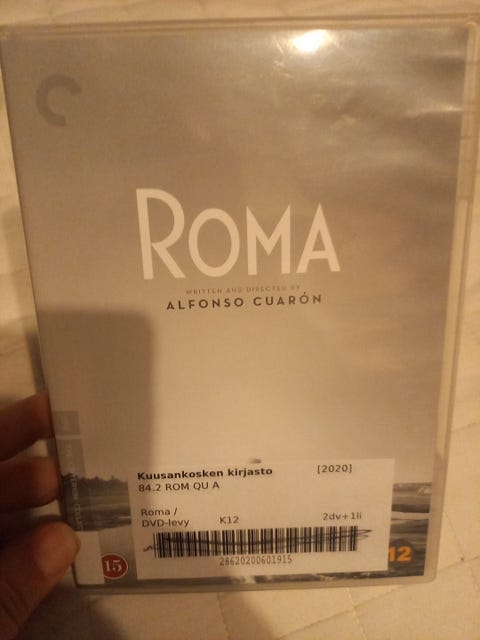 ROMA
WRITTEN AND DIRECTED BY
ALFONSO CUARÓN
Kuusankosken kirjasto [2020]
84.2 ROM QU A
Roma /
DVD-levy K12 2dv+1li
28620200601915
15
12